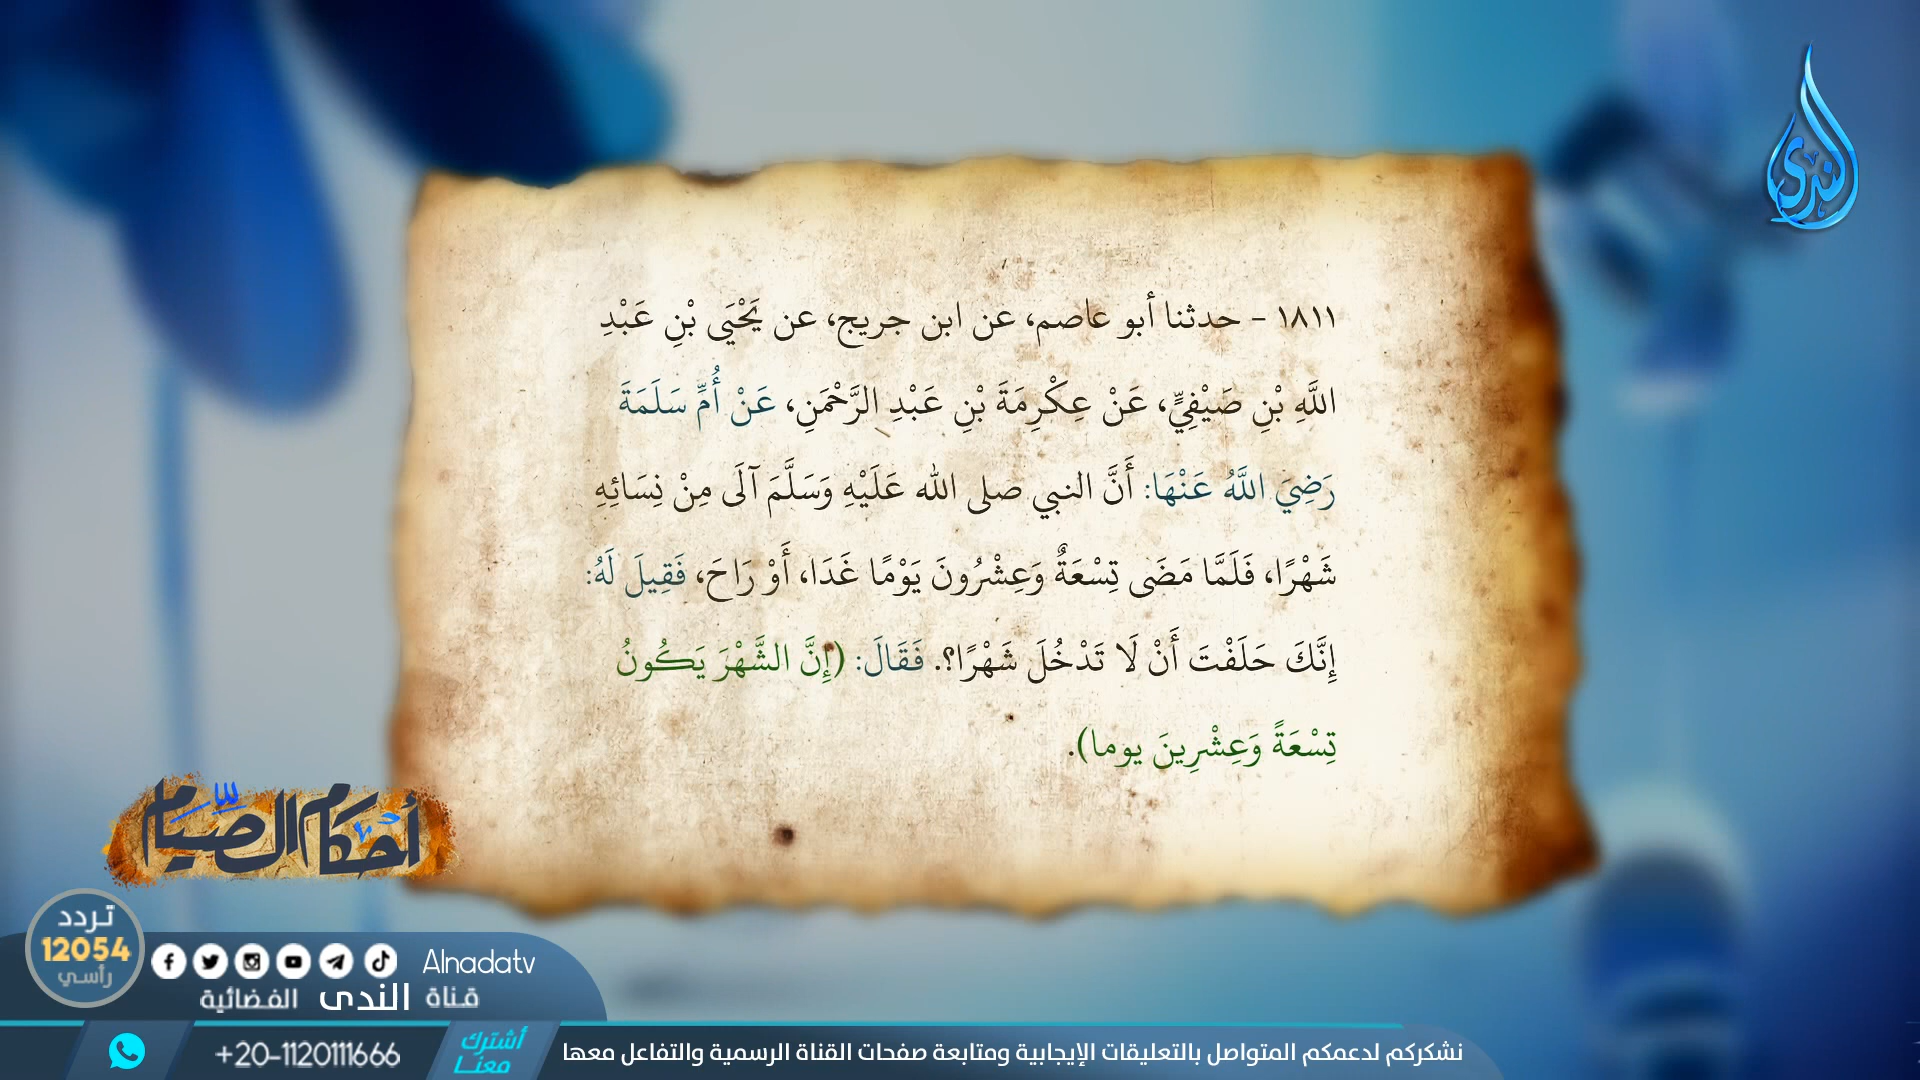 الندى
١٨١١ - حدثنا أبو عاصم، عن ابن جريج، عن يَحْيَى بْنِ عَبْدِ
اللَّهِ بْنِ صَيْفِيٍّ، عَنْ عِكْرِمَةَ بْنِ عَبْدِ الرَّحْمَنِ، عَنْ أُمِّ سَلَمَةَ
رَضِيَ اللَّهُ عَنْهَا: أَنَّ النبي صلى الله عَلَيْهِ وَسَلَّمَ آلَى مِنْ نِسَائِهِ
شَهْرًا، فَلَمَّا مَضَى تِسْعَةٌ وَعِشْرُونَ يَوْمًا غَدَا، أَوْ رَاحَ، فَقِيلَ لَهُ:
إِنَّكَ حَلَفْتَ أَنْ لَا تَدْخُلَ شَهْرًا؟. فَقَالَ: (إِنَّ الشَّهْرَ يَكُونُ
تِسْعَةً وَعِشْرِينَ يوما).
أحكام الصيام
تردد
12054
رأسي
Alnadatv
قناة الندى الفضائية
+20-1120111666
أشترك
معنا
نشكركم لدعمكم المتواصل بالتعليقات الإيجابية ومتابعة صفحات القناة الرسمية والتفاعل معها